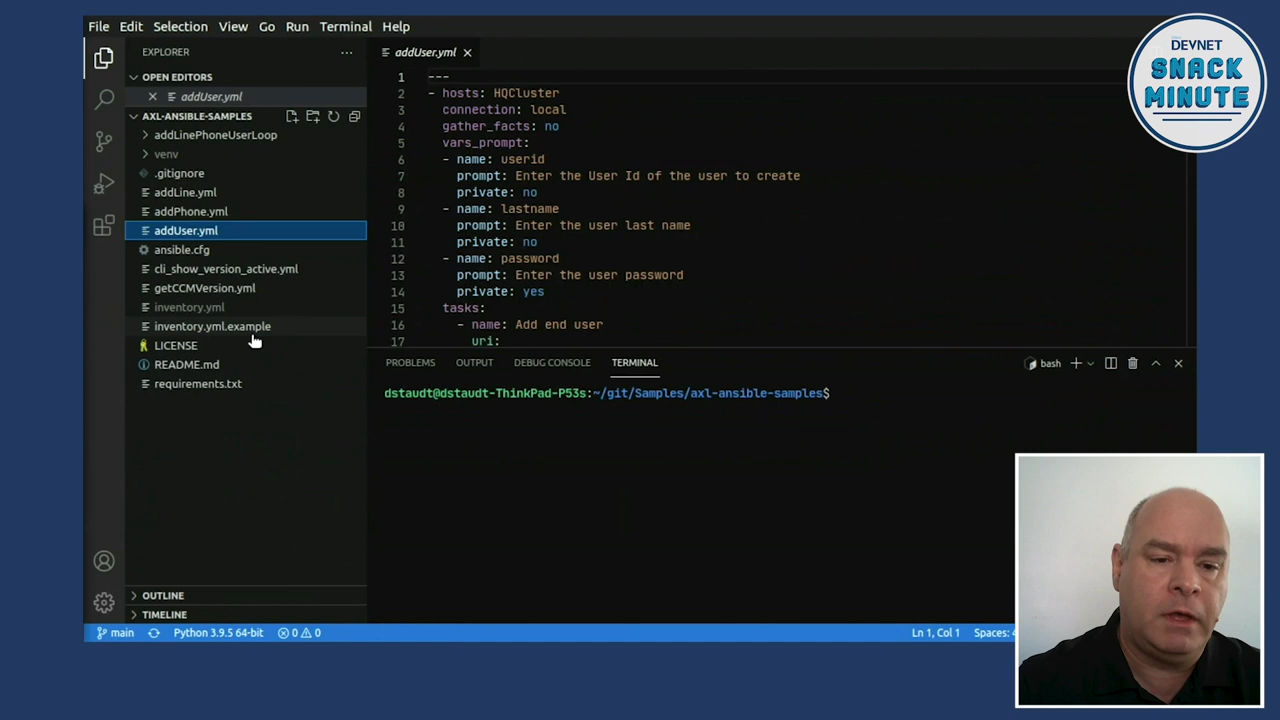 File Edit Selection View Go Run Terminal Help
DEVNET
SNACK
MINUTE
EXPLORER
OPEN EDITORS
addUser.yml
AXL-ANSIBLE-SAMPLES
addLinePhoneUserLoop
venv
.gitignore
addLine.yml
addPhone.yml
addUser.yml
ansible.cfg
cli_show_version_active.yml
getCCMVersion.yml
inventory.yml
inventory.yml.example
LICENSE
README.md
requirements.txt
OUTLINE
TIMELINE
addUser.yml
1 ---
2 - hosts: HQCluster
3 connection: local
4 gather_facts: no
5 vars_prompt:
6 - name: userid
7 prompt: Enter the User Id of the user to create
8 private: no
9 - name: lastname
10 prompt: Enter the user last name
11 private: no
12 - name: password
13 prompt: Enter the user password
14 private: yes
15 tasks:
16 - name: Add end user
17 uri:
PROBLEMS OUTPUT DEBUG CONSOLE TERMINAL
bash
dstaudt@dstaudt-ThinkPad-P53s:~/git/Samples/axl-ansible-samples$
main Python 3.9.5 64-bit 0 0 Ln 1, Col 1 Spaces: